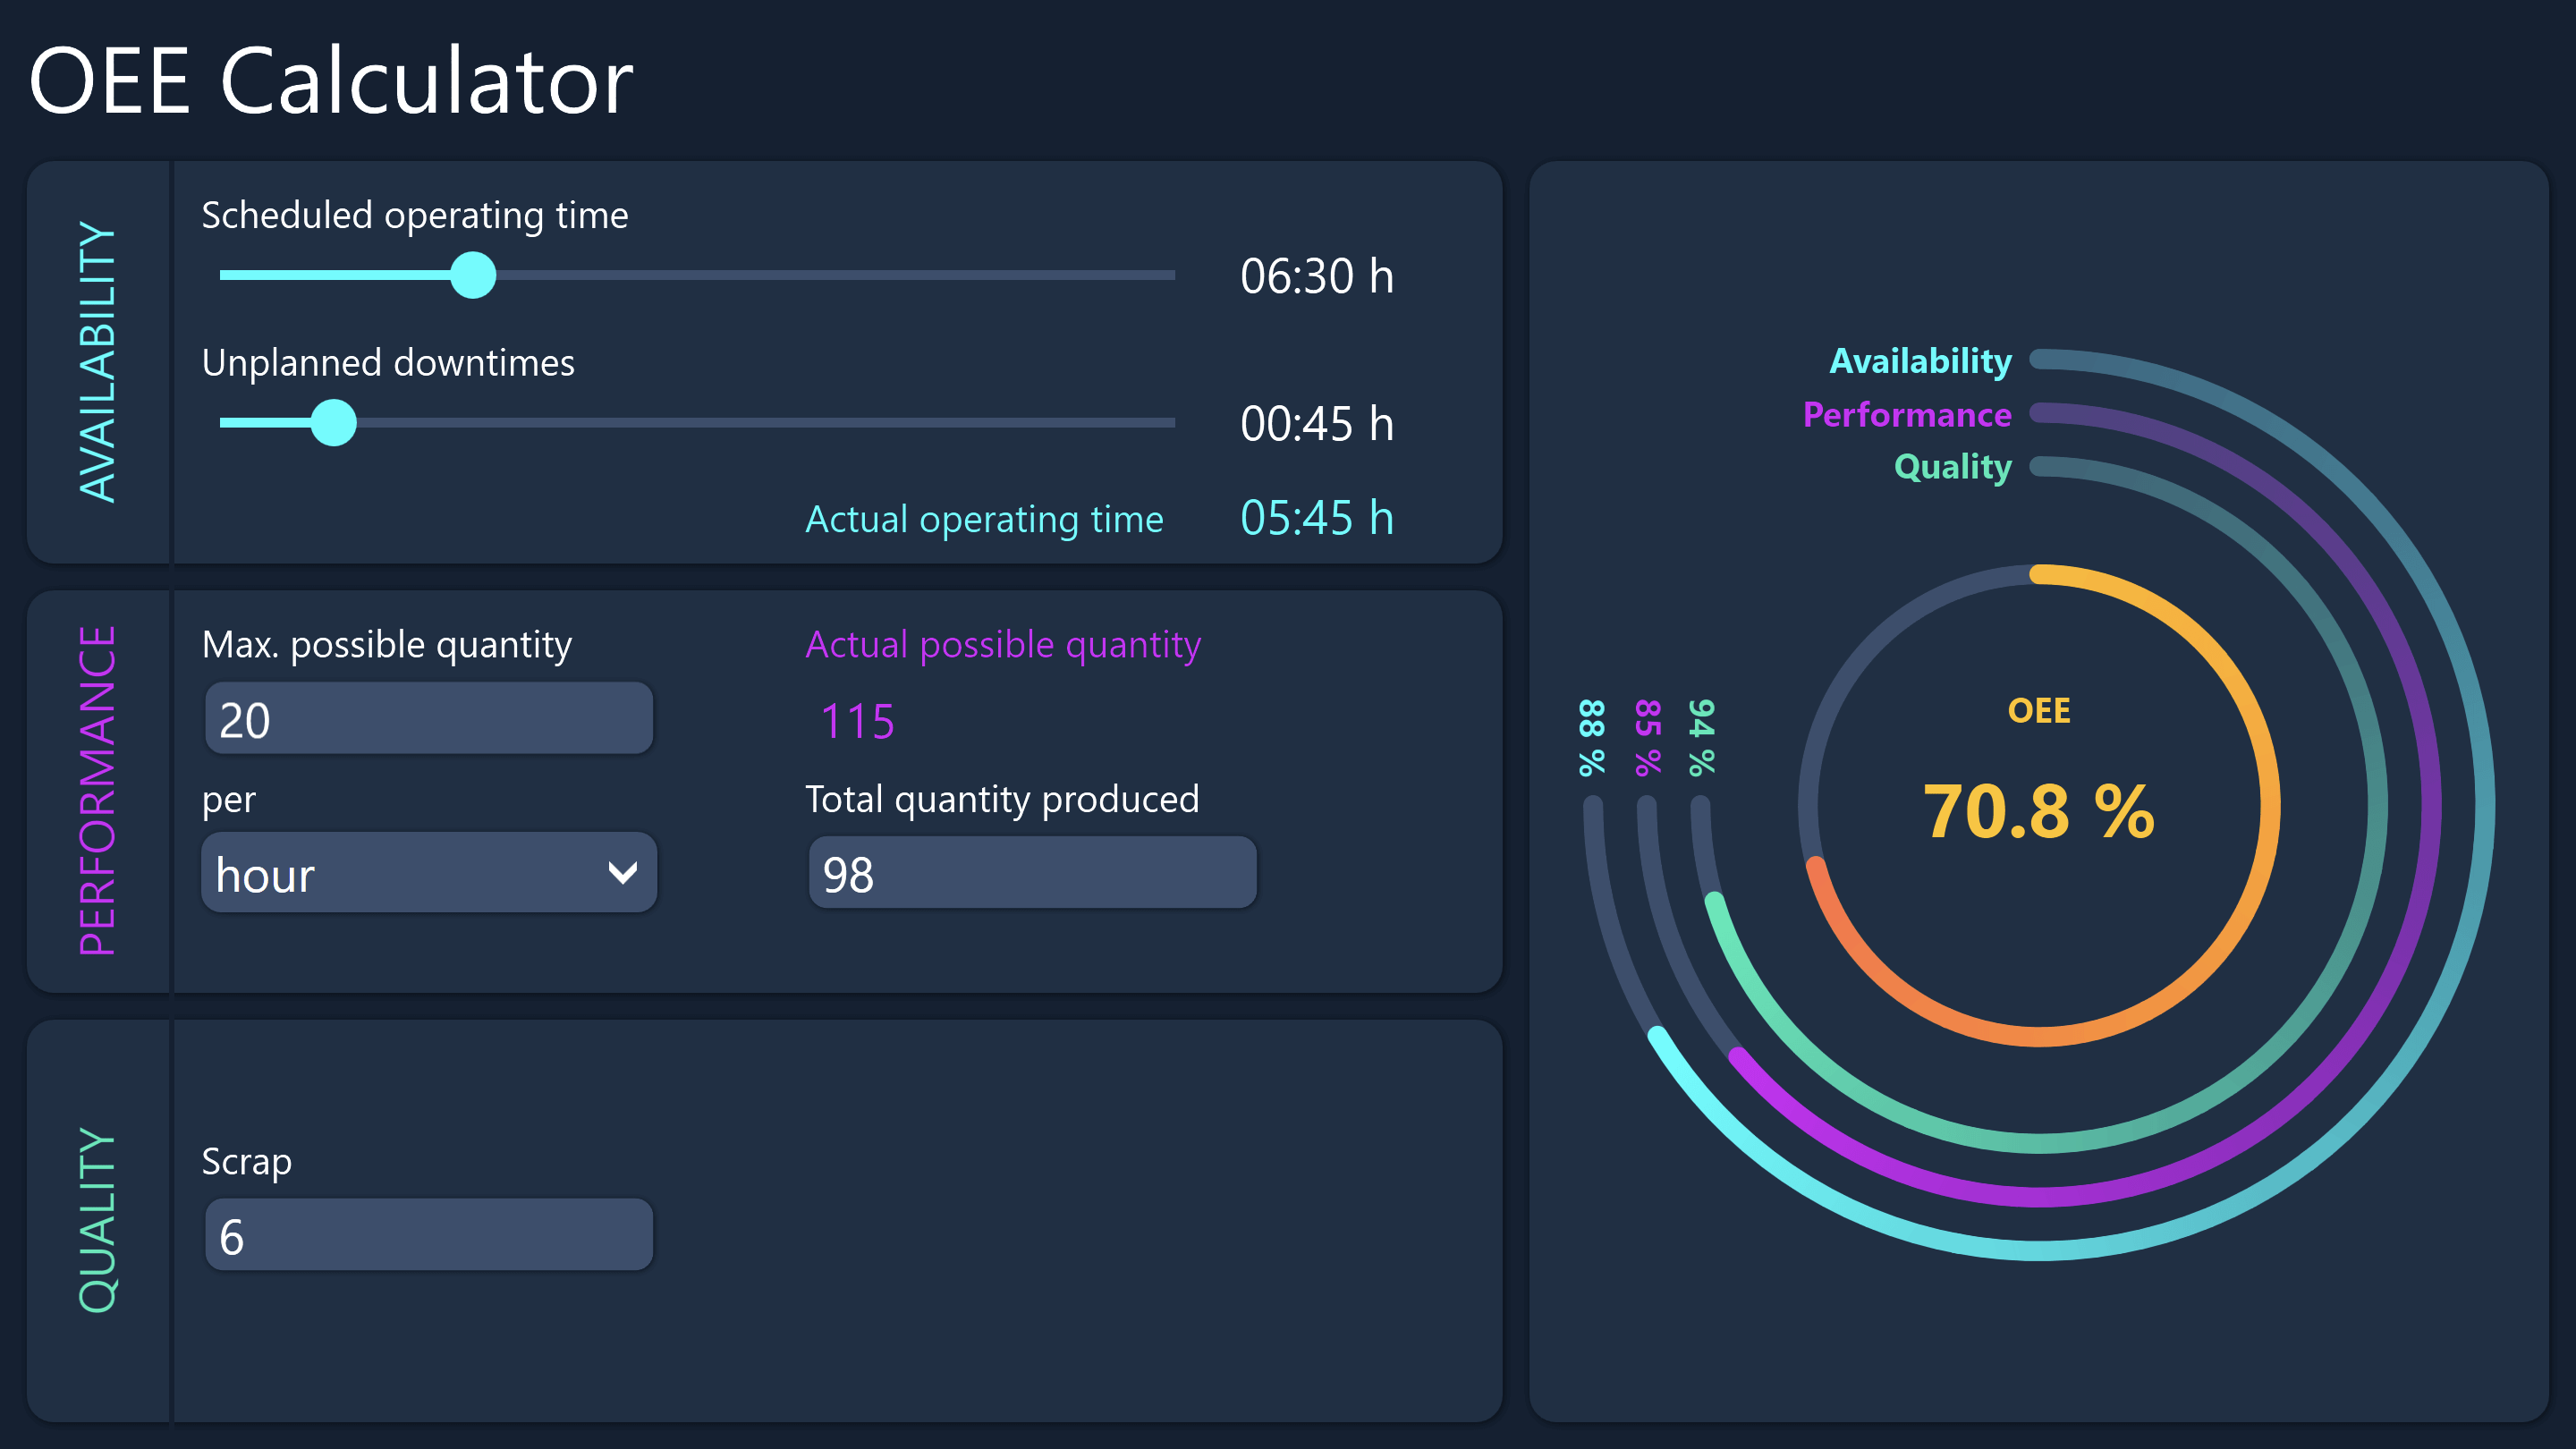 OEE Calculator
AVAILABILITY
Scheduled operating time
06:30 h
Unplanned downtimes
00:45 h
Actual operating time
05:45 h
PERFORMANCE
Max. possible quantity
20
per
hour
Actual possible quantity
115
Total quantity produced
98
QUALITY
Scrap
6
Availability
Performance
Quality
88 %
85 %
94 %
OEE
70.8 %